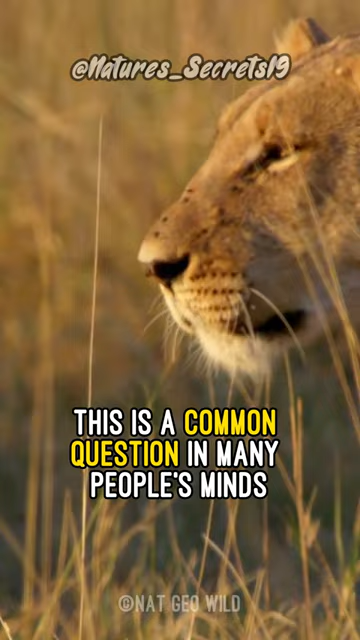 @Natures_Secrets19
THIS IS A COMMON
QUESTION IN MANY
PEOPLE'S MINDS
©NAT GEO WILD